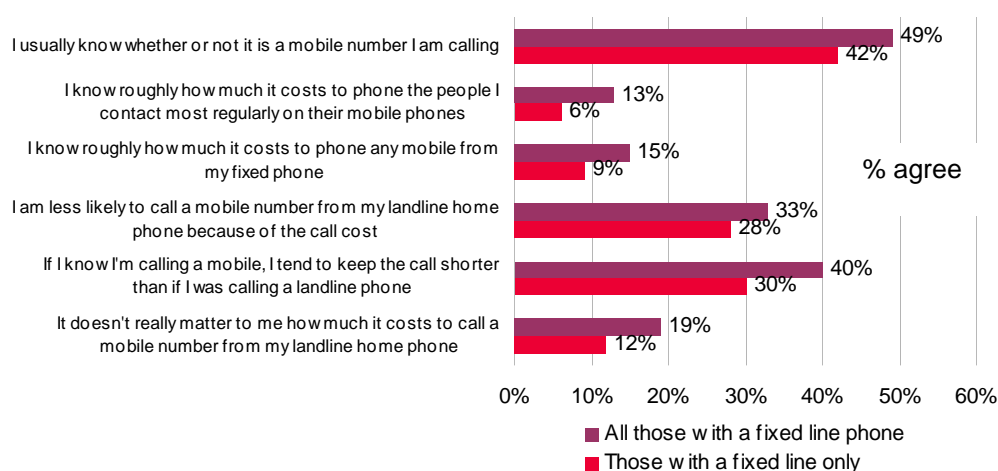 I usually know whether or not it is a mobile number I am calling
49%
42%
I know roughly how much it costs to phone the people I
contact most regularly on their mobile phones
13%
6%
I know roughly how much it costs to phone any mobile from
my fixed phone
15%
9%
% agree
I am less likely to call a mobile number from my landline home
phone because of the call cost
33%
28%
If I know I'm calling a mobile, I tend to keep the call shorter
than if I was calling a landline phone
40%
30%
It doesn't really matter to me how much it costs to call a
mobile number from my landline home phone
19%
12%
0% 10% 20% 30% 40% 50% 60%
All those with a fixed line phone
Those with a fixed line only